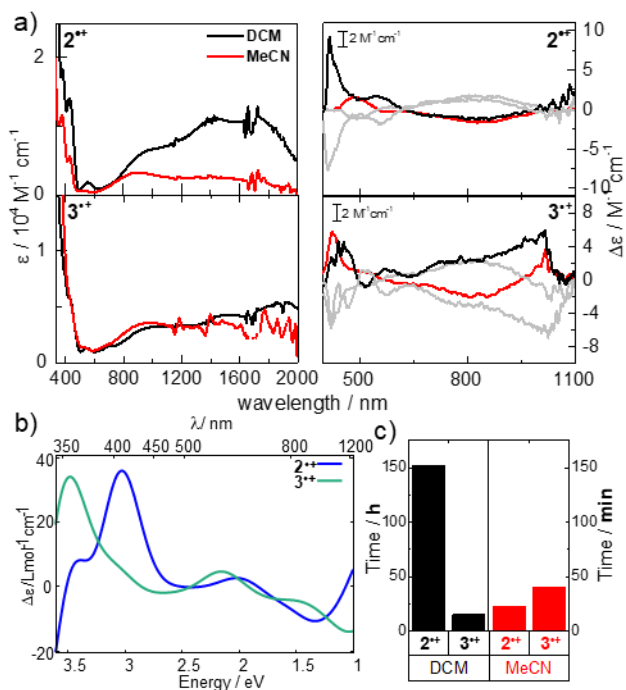 a)
2•+
DCM
MeCN
2
1
0
3•+
1
0
ε / 10⁴ M⁻¹ cm⁻¹
400 800 1200 1600 2000
2 M⁻¹cm⁻¹
2•+
10
5
0
-5
-10
2 M⁻¹cm⁻¹
3•+
4
0
-4
-8
Δε / M⁻¹ cm⁻¹
500 800 1100
wavelength / nm
b)
λ/ nm
350 400 450 500 800 1200
2•+
3•+
40
20
0
-20
Δε/Lmol⁻¹cm⁻¹
3.5 3 2.5 2 1.5 1
Energy / eV
c)
Time / h
150
100
50
0
Time / min
150
100
50
0
2•+ 3•+ 2•+ 3•+
DCM MeCN